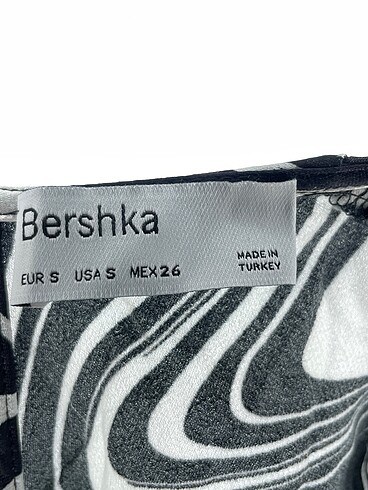 Bershka
EUR S USA S MEX 26
MADE IN
TURKEY